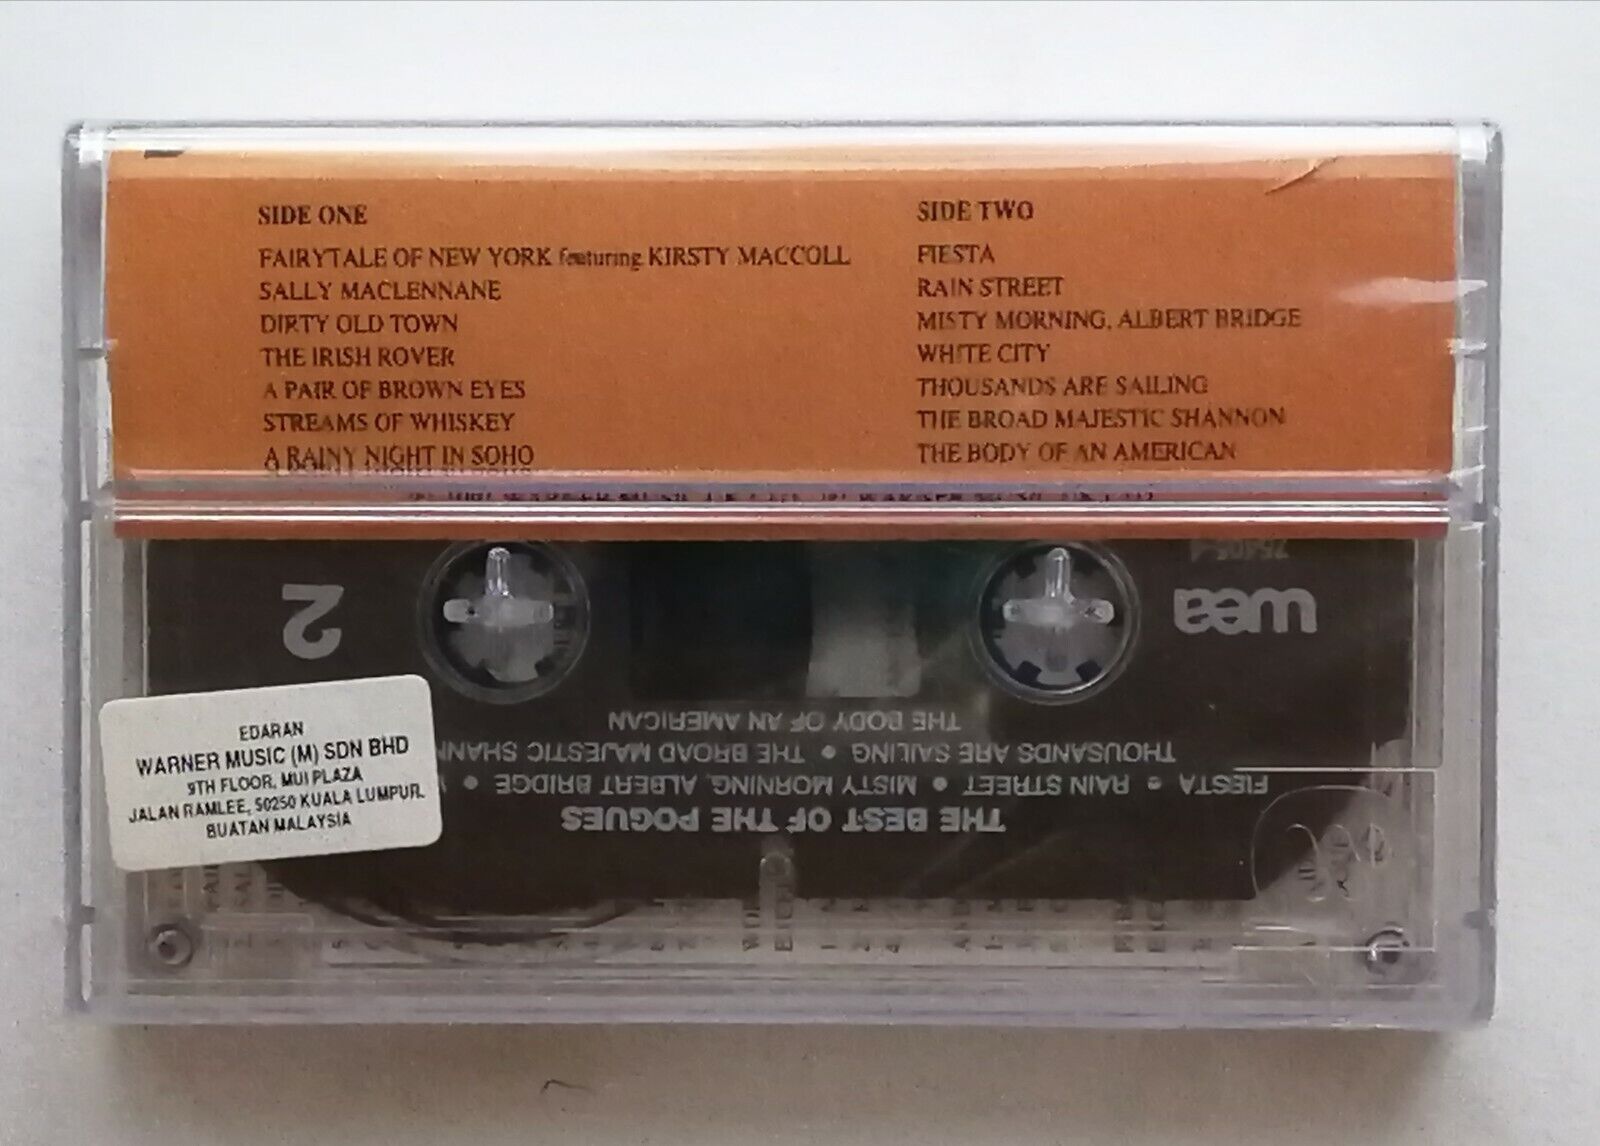 SIDE ONE
FAIRYTALE OF NEW YORK featuring KIRSTY MACCOLL
SALLY MACLENNANE
DIRTY OLD TOWN
THE IRISH ROVER
A PAIR OF BROWN EYES
STREAMS OF WHISKEY
A RAINY NIGHT IN SOHO
SIDE TWO
FIESTA
RAIN STREET
MISTY MORNING, ALBERT BRIDGE
WHITE CITY
THOUSANDS ARE SAILING
THE BROAD MAJESTIC SHANNON
THE BODY OF AN AMERICAN
2
wea
THE BEST OF THE POGUES
FIESTA • RAIN STREET • MISTY MORNING, ALBERT BRIDGE •
THOUSANDS ARE SAILING • THE BROAD MAJESTIC SHANN
THE BODY OF AN AMERICAN
EDARAN
WARNER MUSIC (M) SDN BHD
9TH FLOOR, MUI PLAZA
JALAN RAMLEE, 50250 KUALA LUMPUR.
BUATAN MALAYSIA